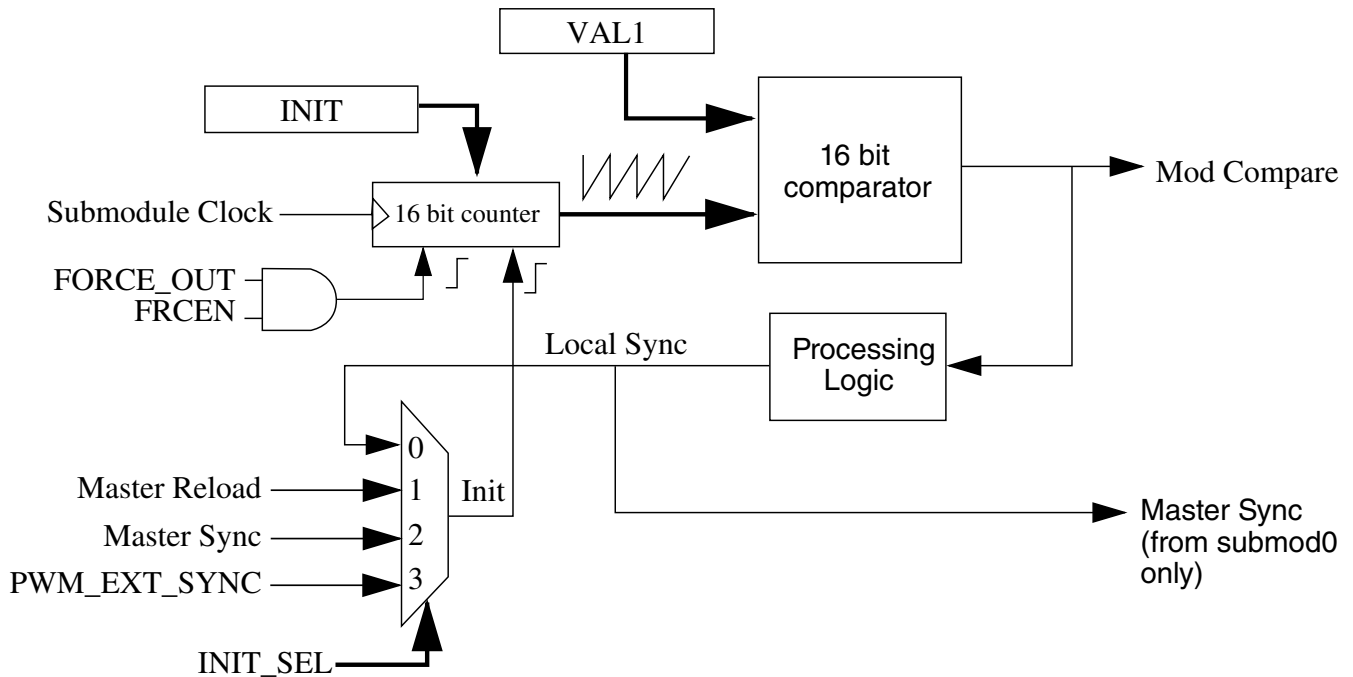 VAL1
INIT
16 bit
comparator
Mod Compare
Submodule Clock
16 bit counter
FORCE_OUT
FRCEN
Local Sync
Processing
Logic
0
Master Reload
1
Init
Master Sync
2
PWM_EXT_SYNC
3
Master Sync
(from submod0
only)
INIT_SEL